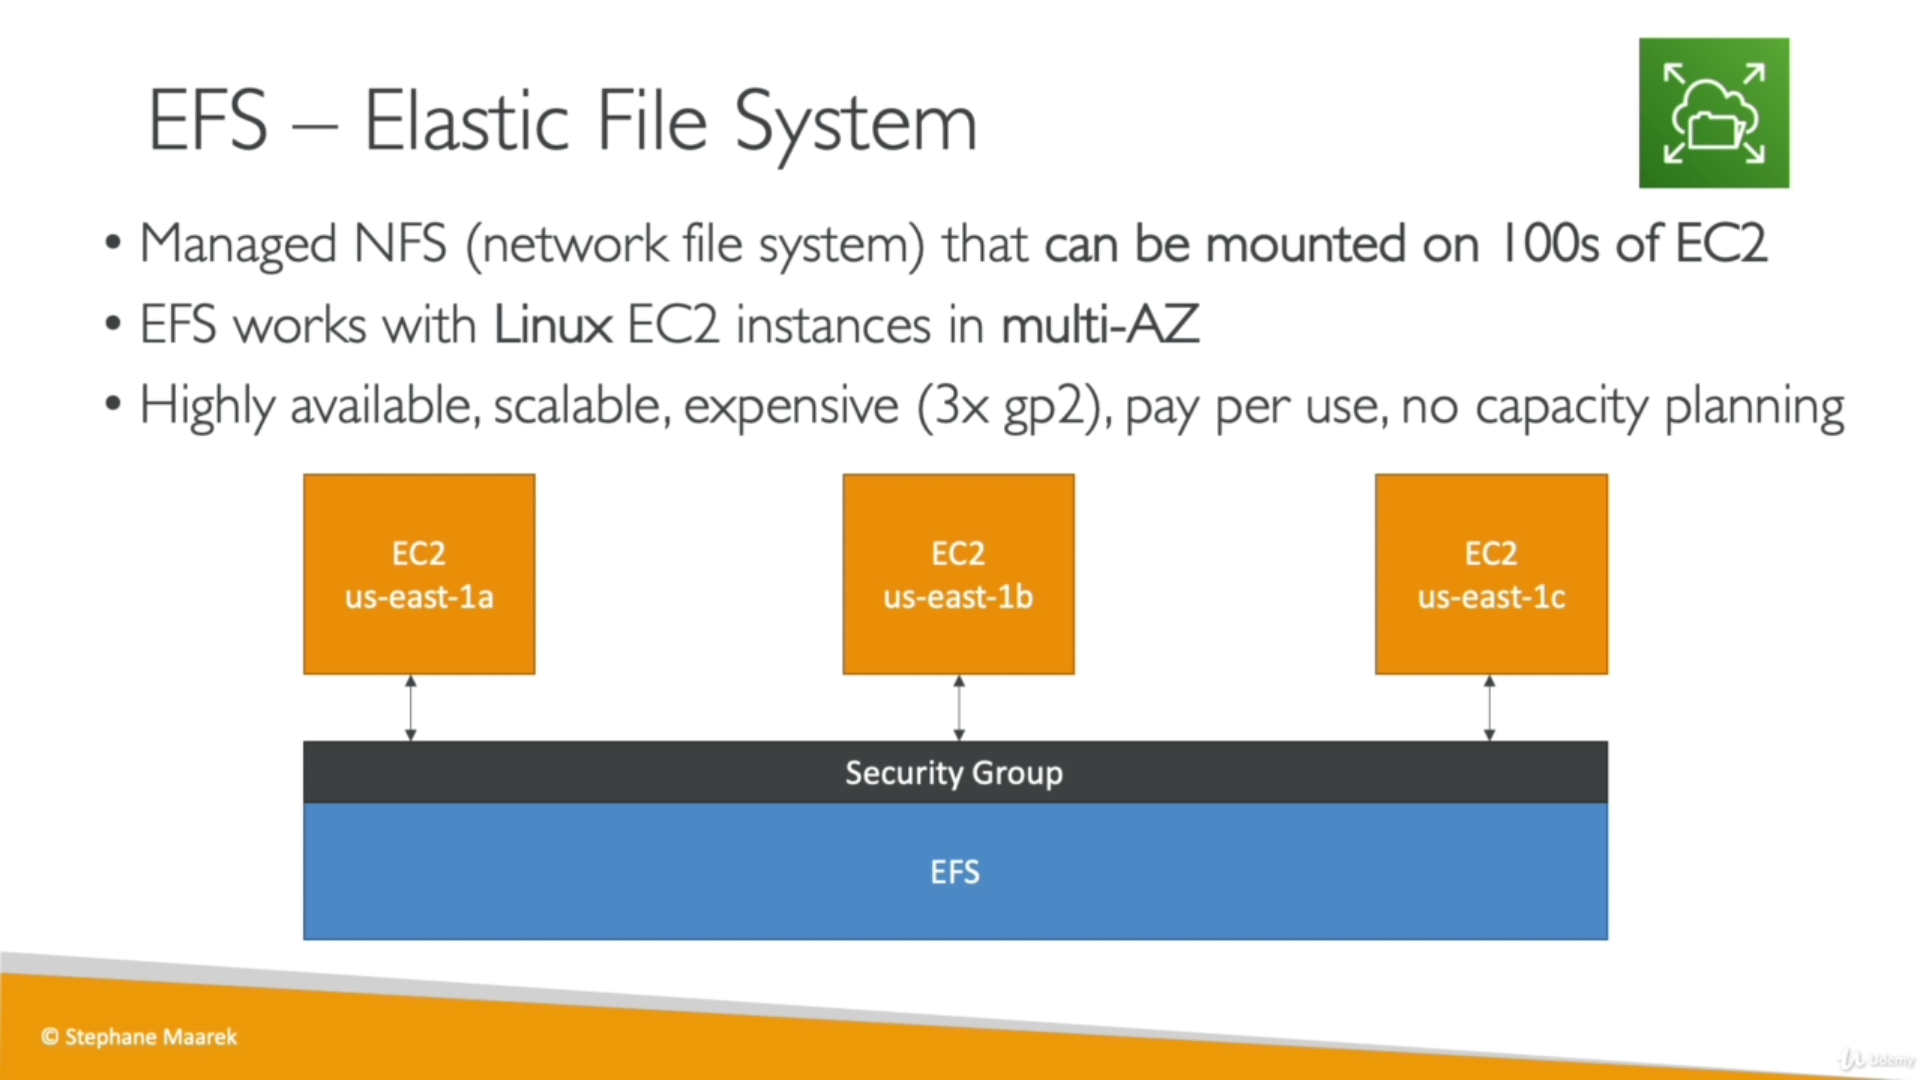 EFS – Elastic File System
• Managed NFS (network file system) that can be mounted on 100s of EC2
• EFS works with Linux EC2 instances in multi-AZ
• Highly available, scalable, expensive (3x gp2), pay per use, no capacity planning
EC2
us-east-1a
EC2
us-east-1b
EC2
us-east-1c
Security Group
EFS
© Stephane Maarek
Udemy